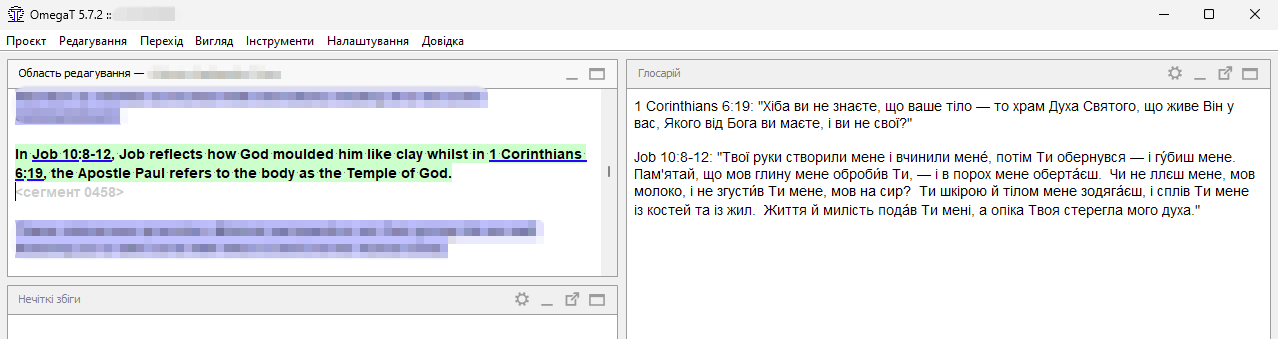 OmegaT 5.7.2 ::
Проєкт Редагування Перехід Вигляд Інструменти Налаштування Довідка
Область редагування —
In Job 10:8-12, Job reflects how God moulded him like clay whilst in 1 Corinthians
6:19, the Apostle Paul refers to the body as the Temple of God.
<сегмент 0458>
Нечіткі збіги
Глосарій
1 Corinthians 6:19: "Хіба ви не знаєте, що ваше тіло — то храм Духа Святого, що живе Він у
вас, Якого від Бога ви маєте, і ви не свої?"
Job 10:8-12: "Твої руки створили мене і вчинили мене́, потім Ти обернувся — і гу́биш мене.
Пам'ятай, що мов глину мене оброби́в Ти, — і в порох мене оберта́єш.  Чи не ллєш мене, мов
молоко, і не згусти́в Ти мене, мов на сир?  Ти шкірою й тілом мене зодяга́єш, і сплів Ти мене
із костей та із жил.  Життя й милість пода́в Ти мені, а опіка Твоя стерегла мого духа."